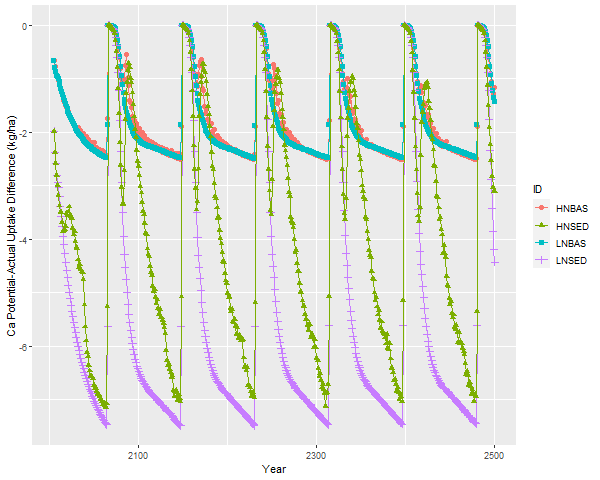 Ca Potential-Actual Uptake Difference (kg/ha)
0
-2
-4
-6
2100
2300
2500
Year
ID
HNBAS
HNSED
LNBAS
LNSED